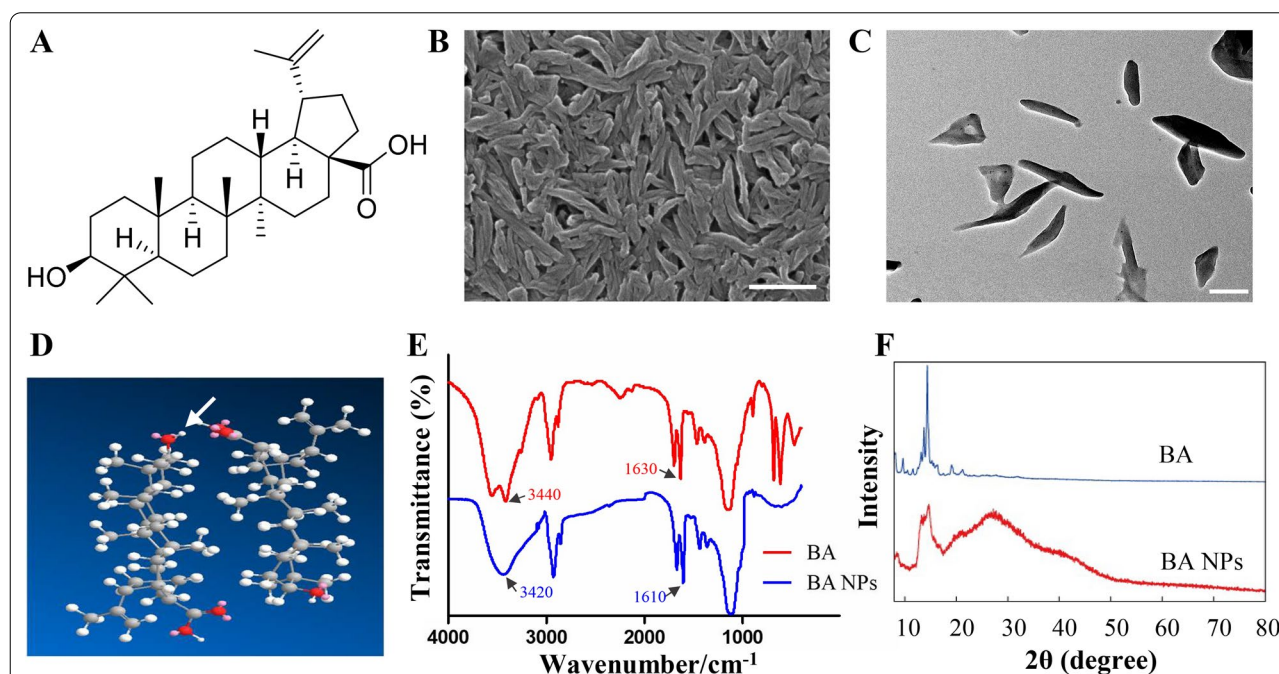 A
H
H
H
H
HO
OH
O
B
C
D
E
Transmittance (%)
3440
1630
3420
1610
BA
BA NPs
4000
3000
2000
1000
Wavenumber/cm⁻¹
F
Intensity
BA
BA NPs
10
20
30
40
50
60
70
80
2θ (degree)